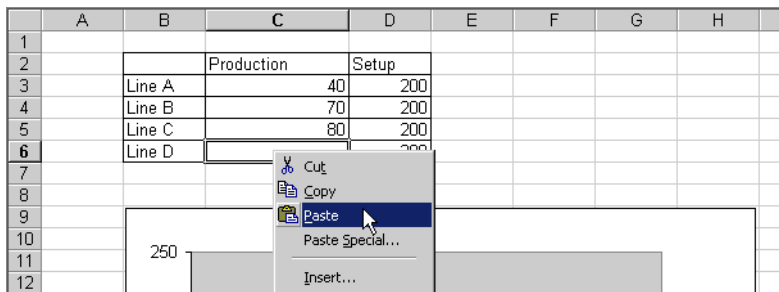 A B C D E F G H
1
2 Production Setup
3 Line A 40 200
4 Line B 70 200
5 Line C 80 200
6 Line D
7 Cut
8 Copy
9 Paste
10 Paste Special...
11 250
12 Insert...